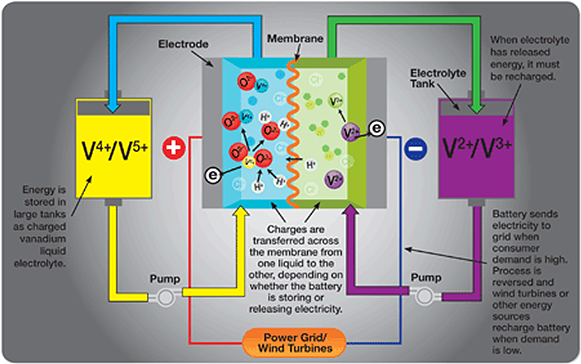 Electrode
Membrane
When electrolyte
has released
energy, it must
be recharged.
Electrolyte
Tank
V4+/V5+
V2+/V3+
+
−
e
e
Energy is
stored in
large tanks
as charged
vanadium
liquid
electrolyte.
Pump
Charges are
transferred across
the membrane from
one liquid to the
other, depending on
whether the battery
is storing or
releasing electricity.
Pump
Battery sends
electricity to
grid when
consumer
demand is high.
Process is
reversed and
wind turbines or
other energy
sources
recharge battery
when demand
is low.
Power Grid/
Wind Turbines
H+
H+
H+
H+
H+
H+
V2+
V2+
V2+